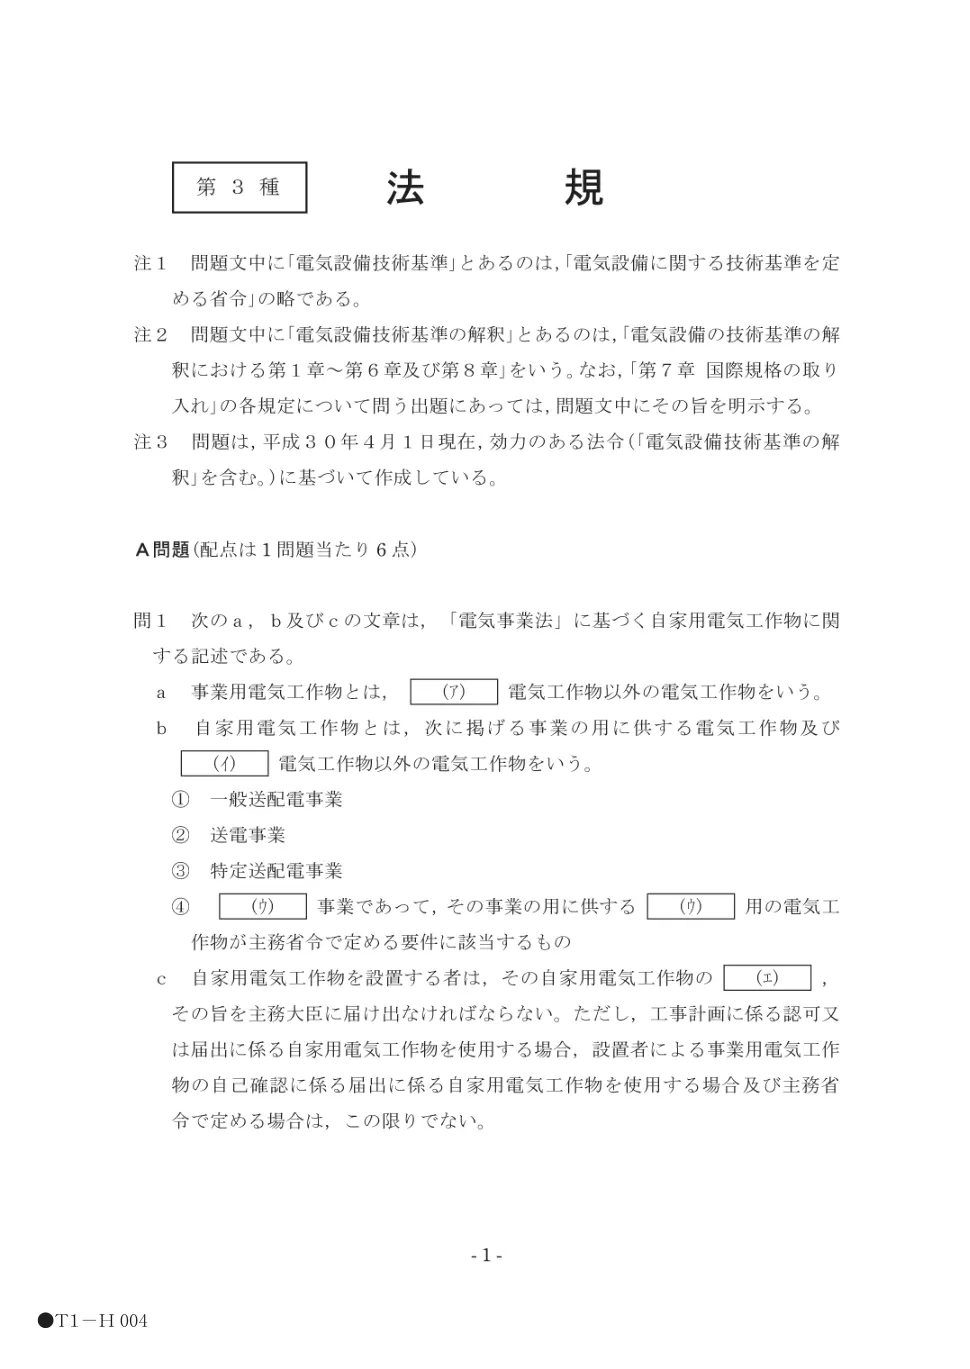 第 3 種
法 規
注1 問題文中に「電気設備技術基準」とあるのは,「電気設備に関する技術基準を定
める省令」の略である。
注2 問題文中に「電気設備技術基準の解釈」とあるのは,「電気設備の技術基準の解
釈における第1章~第6章及び第8章」をいう。なお,「第7章 国際規格の取り
入れ」の各規定について問う出題にあっては,問題文中にその旨を明示する。
注3 問題は,平成30年4月1日現在,効力のある法令(「電気設備技術基準の解
釈」を含む。)に基づいて作成している。
A問題(配点は1問題当たり6点)
問1 次のa,b及びcの文章は,「電気事業法」に基づく自家用電気工作物に関
する記述である。
a 事業用電気工作物とは, (ア) 電気工作物以外の電気工作物をいう。
b 自家用電気工作物とは,次に掲げる事業の用に供する電気工作物及び
(イ) 電気工作物以外の電気工作物をいう。
① 一般送配電事業
② 送電事業
③ 特定送配電事業
④ (ウ) 事業であって,その事業の用に供する (ウ) 用の電気工
作物が主務省令で定める要件に該当するもの
c 自家用電気工作物を設置する者は,その自家用電気工作物の (エ) ,
その旨を主務大臣に届け出なければならない。ただし,工事計画に係る認可又
は届出に係る自家用電気工作物を使用する場合,設置者による事業用電気工作
物の自己確認に係る届出に係る自家用電気工作物を使用する場合及び主務省
令で定める場合は,この限りでない。
- 1 -
●T1-H 004